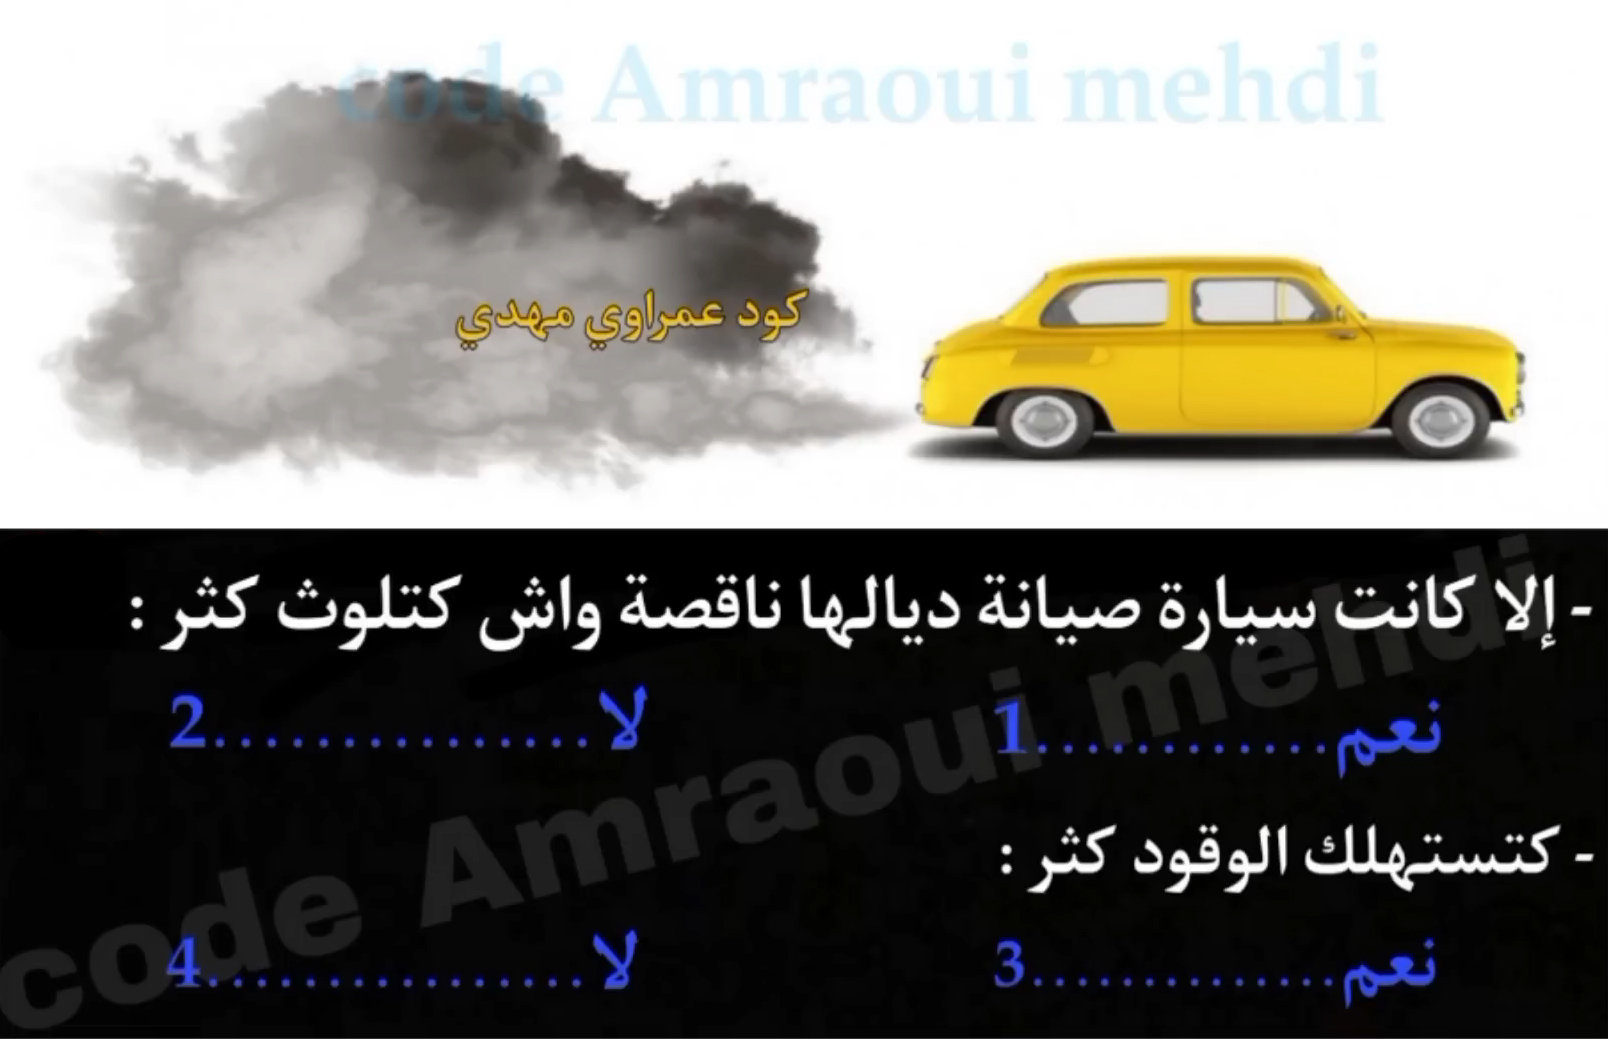 code Amraoui mehdi
كود عمراوي مهدي
- إلا كانت سيارة صيانة ديالها ناقصة واش كتلوث كثر :
نعم............1 لا................2
- كتستهلك الوقود كثر :
نعم..............3 لا..................4
code Amraoui mehdi